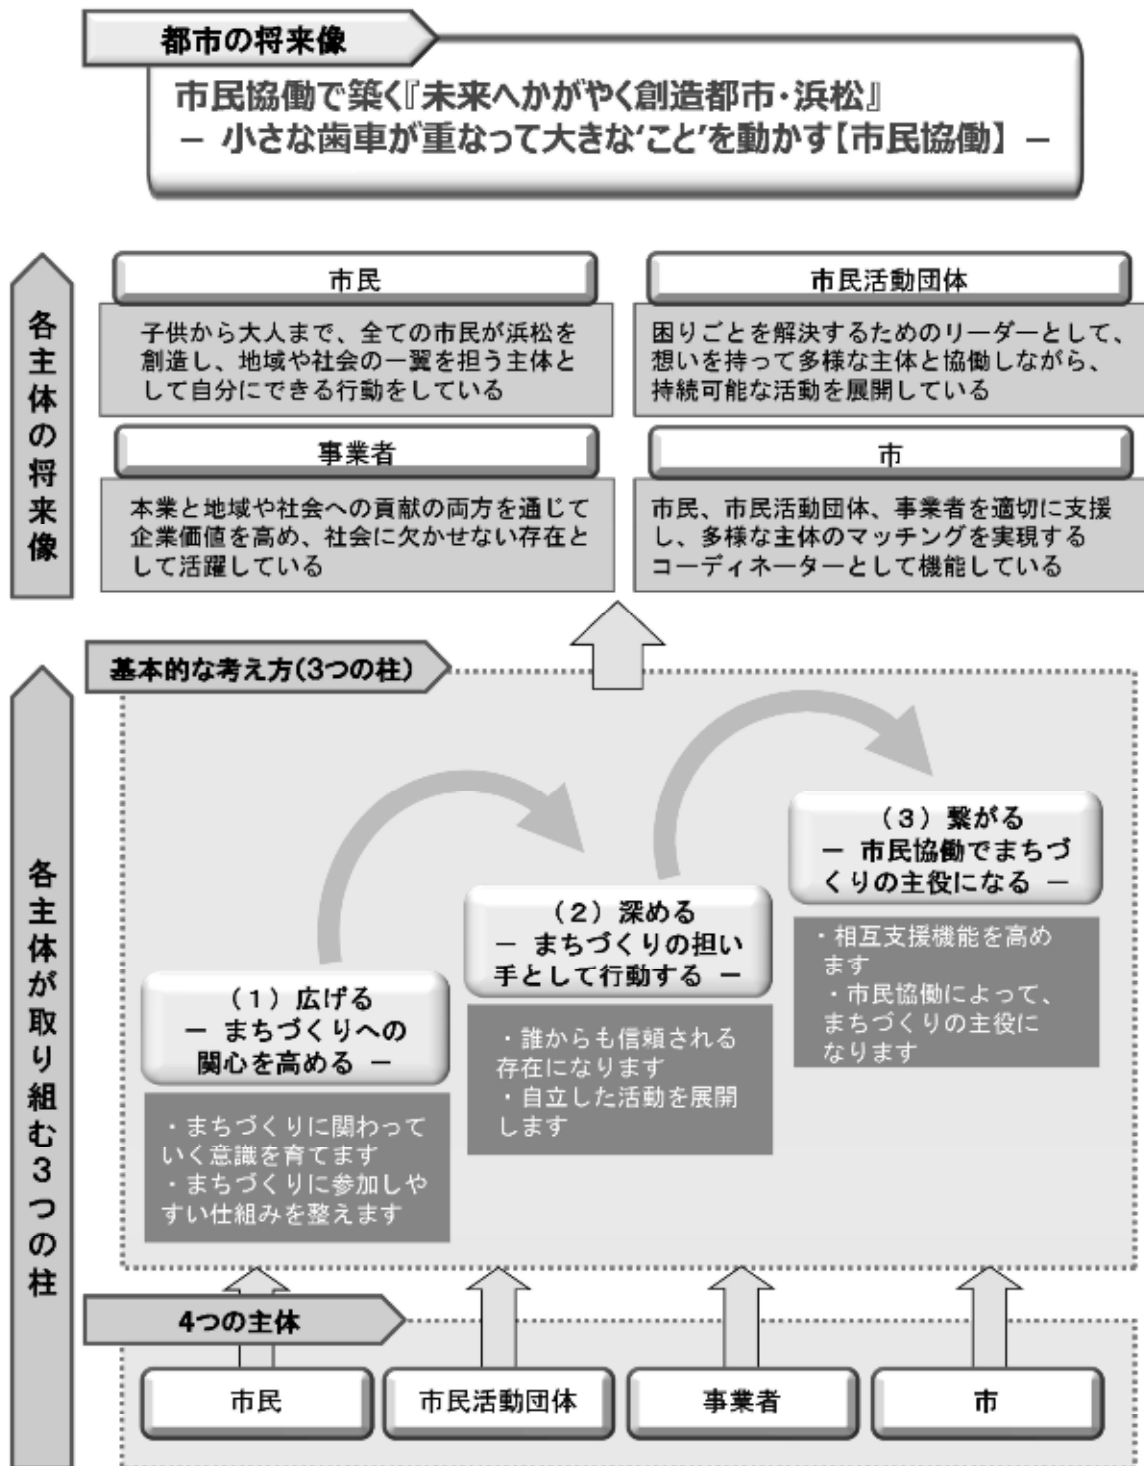 都市の将来像
市民協働で築く『未来へかがやく創造都市・浜松』
－ 小さな歯車が重なって大きな‘こと’を動かす【市民協働】 －
各主体の将来像
市民
子供から大人まで、全ての市民が浜松を
創造し、地域や社会の一翼を担う主体と
して自分にできる行動をしている
市民活動団体
困りごとを解決するためのリーダーとして、
想いを持って多様な主体と協働しながら、
持続可能な活動を展開している
事業者
本業と地域や社会への貢献の両方を通じて
企業価値を高め、社会に欠かせない存在と
して活躍している
市
市民、市民活動団体、事業者を適切に支援
し、多様な主体のマッチングを実現する
コーディネーターとして機能している
各主体が取り組む３つの柱
基本的な考え方(３つの柱)
（１）広げる
－ まちづくりへの
関心を高める －
・まちづくりに関わって
いく意識を育てます
・まちづくりに参加しや
すい仕組みを整えます
（２）深める
－ まちづくりの担い
手として行動する －
・誰からも信頼される
存在になります
・自立した活動を展開
します
（３）繋がる
－ 市民協働でまちづ
くりの主役になる －
・相互支援機能を高め
ます
・市民協働によって、
まちづくりの主役に
なります
4つの主体
市民
市民活動団体
事業者
市